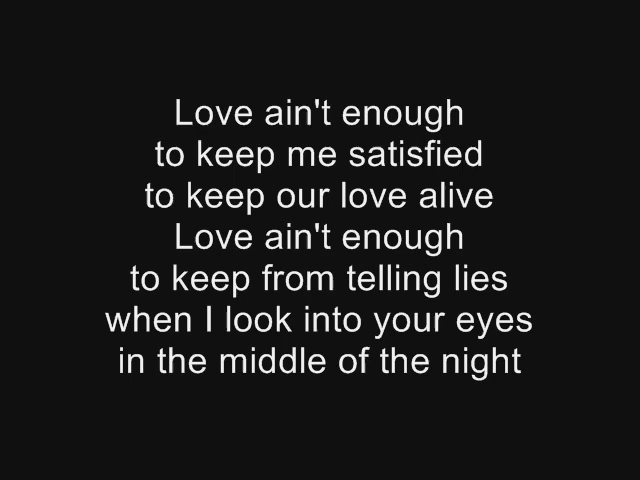 Love ain't enough
to keep me satisfied
to keep our love alive
Love ain't enough
to keep from telling lies
when I look into your eyes
in the middle of the night